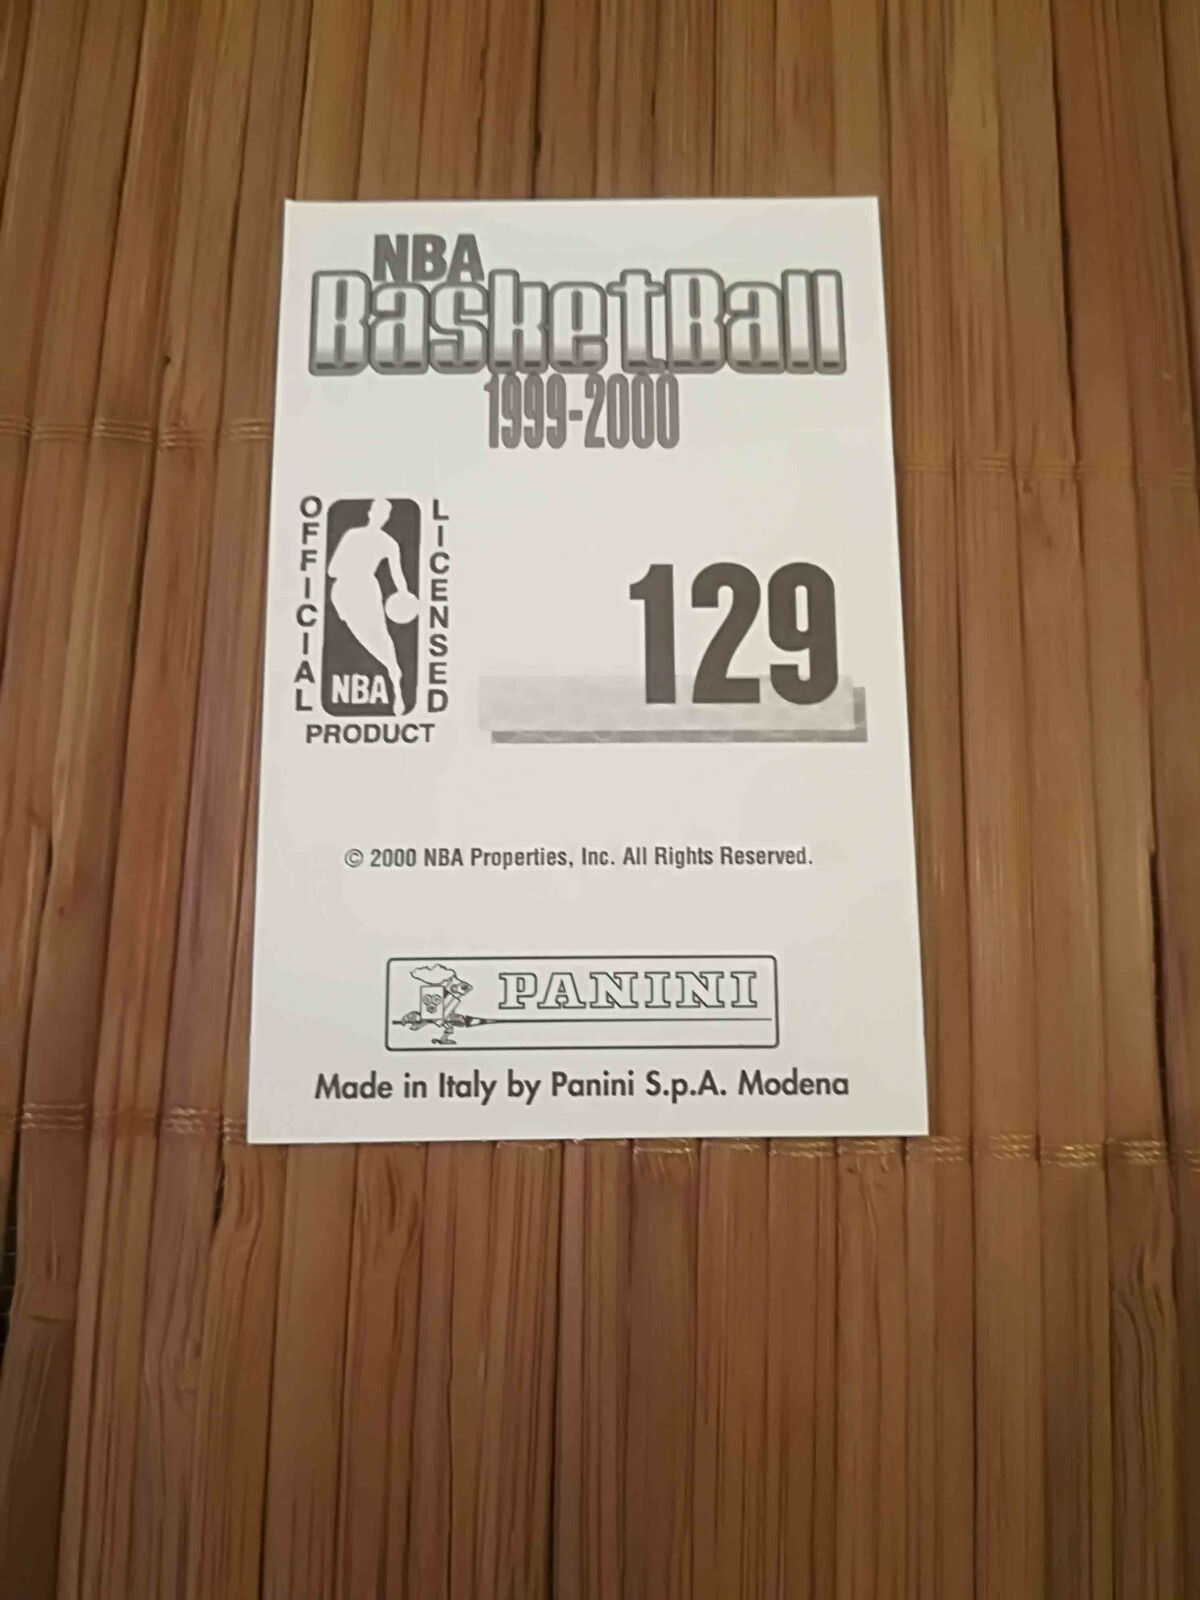 NBA
BasketBall
1999-2000
OFFICIAL
LICENSED
NBA
PRODUCT
129
© 2000 NBA Properties, Inc. All Rights Reserved.
PANINI
Made in Italy by Panini S.p.A. Modena